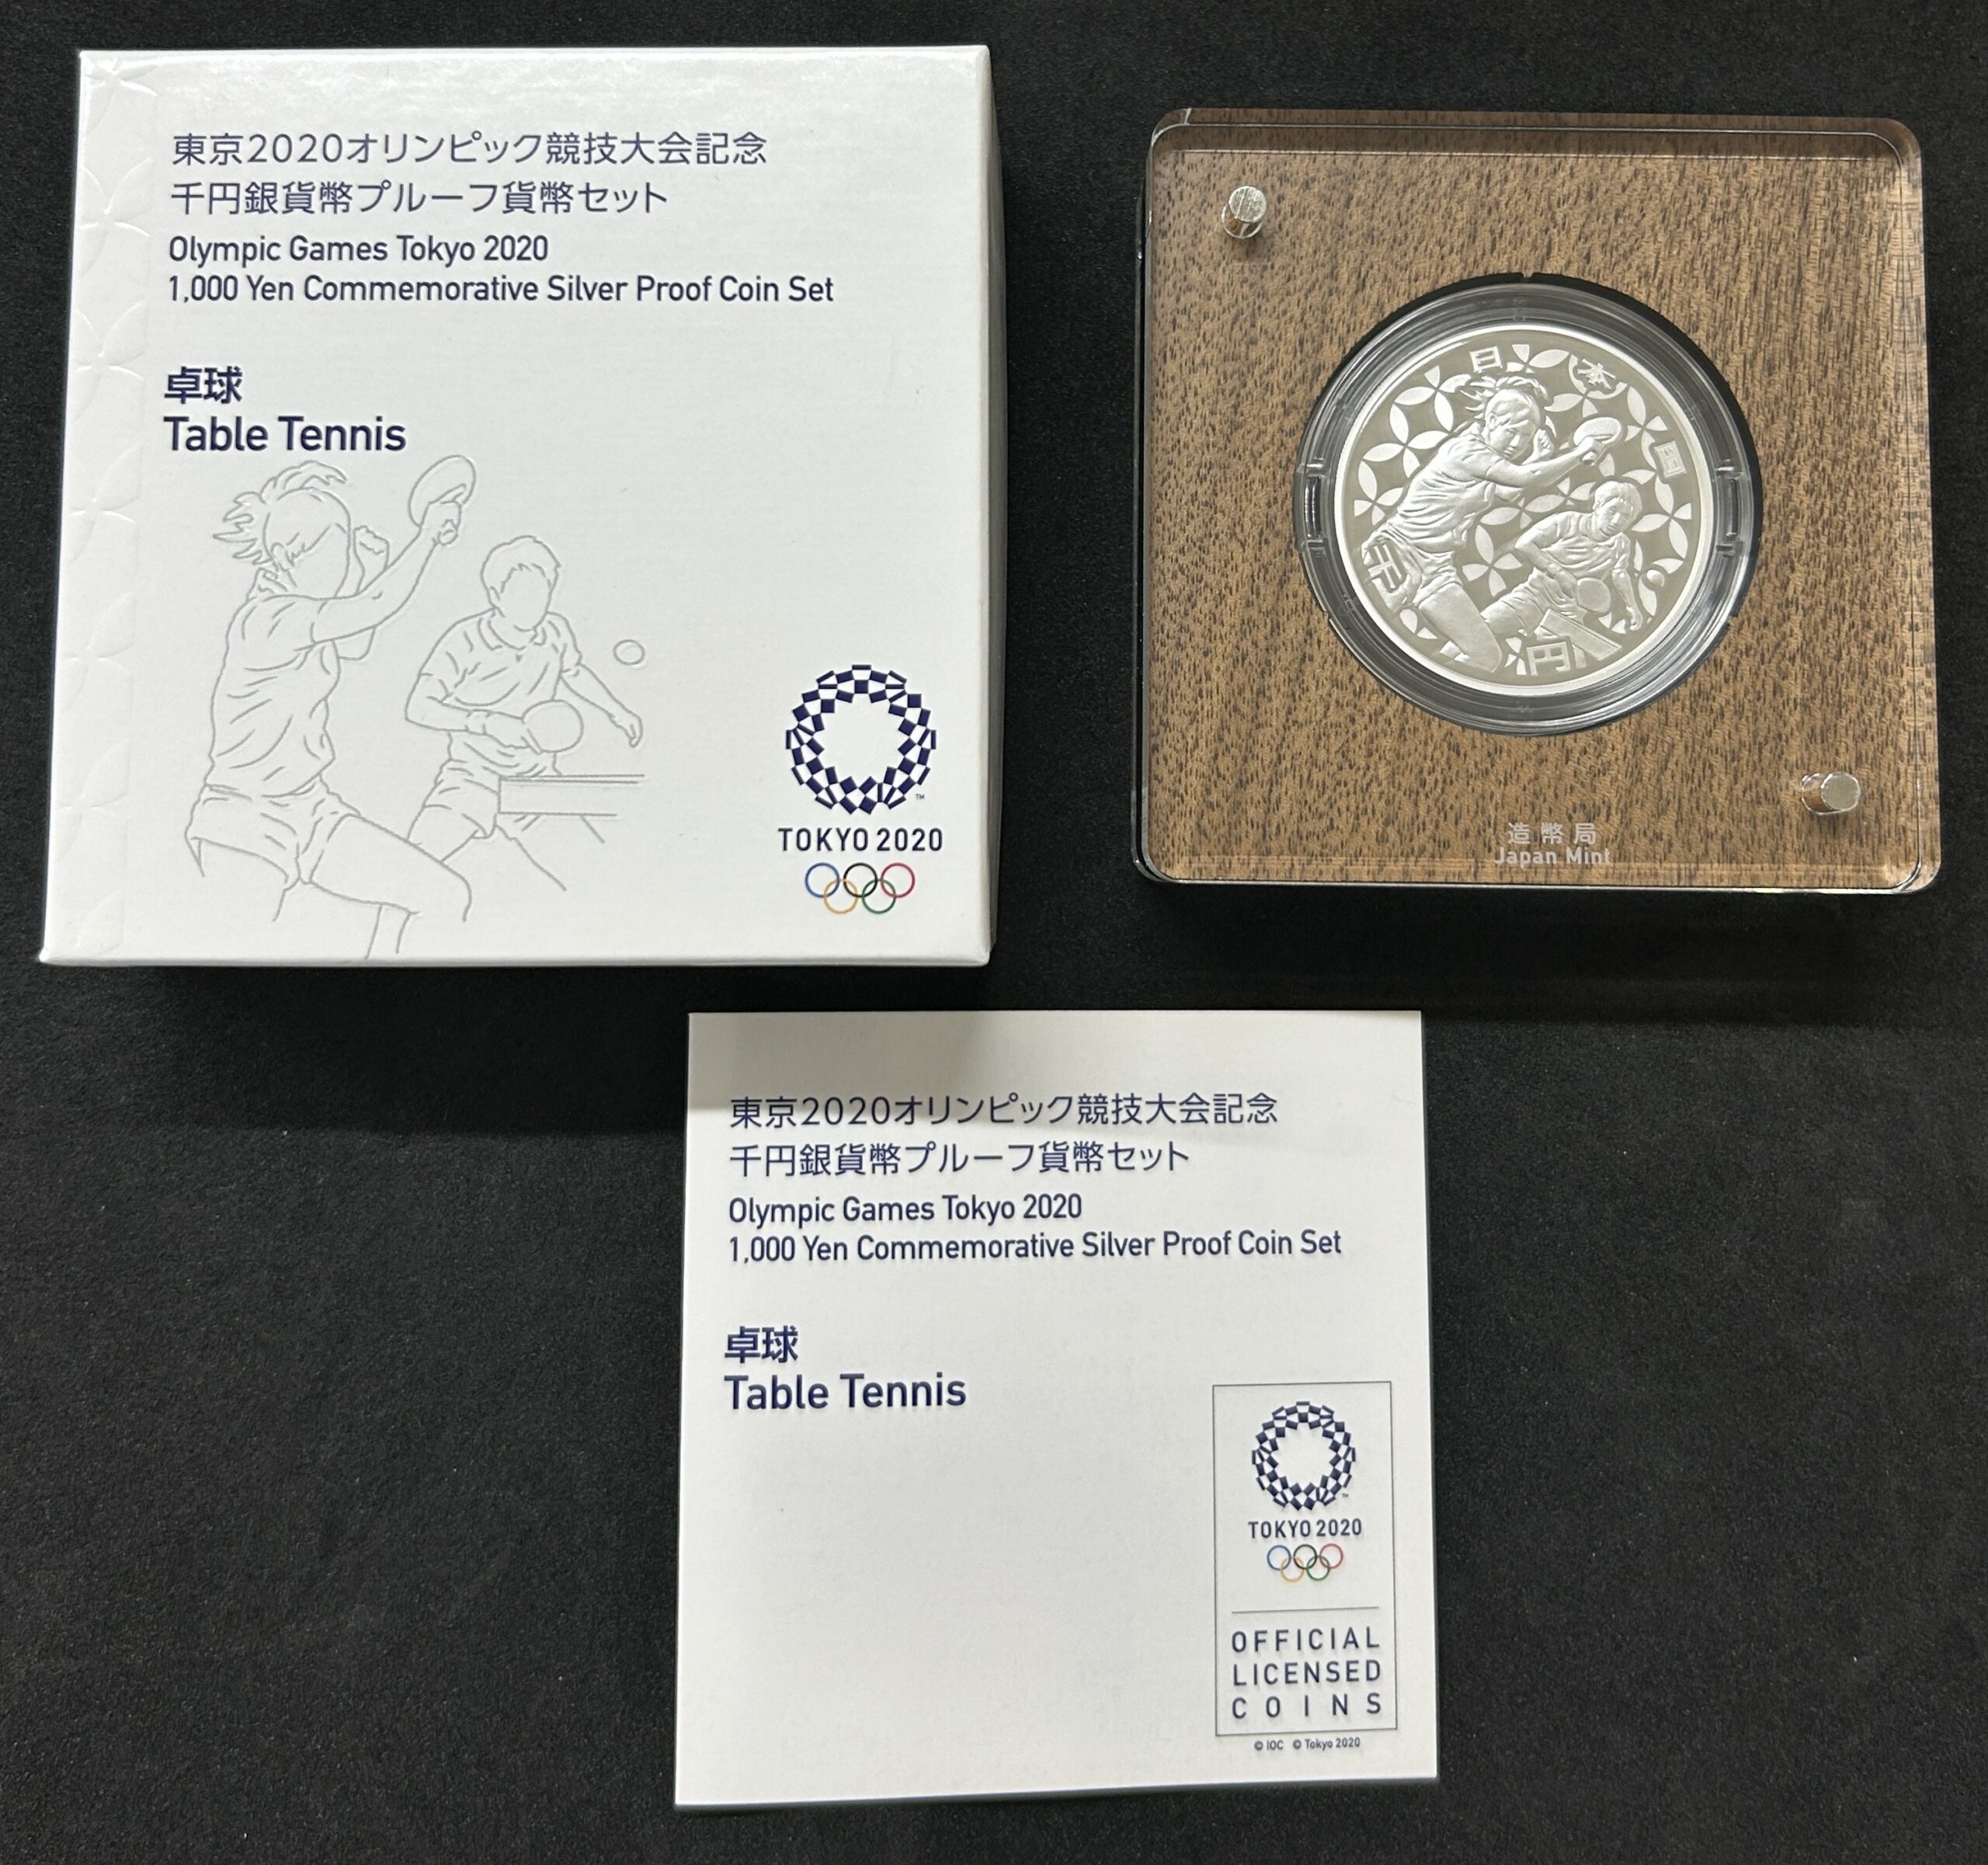 東京2020オリンピック競技大会記念
千円銀貨幣プルーフ貨幣セット
Olympic Games Tokyo 2020
1,000 Yen Commemorative Silver Proof Coin Set
卓球
Table Tennis
TM
TOKYO 2020
日本国
千円
造幣局
Japan Mint
東京2020オリンピック競技大会記念
千円銀貨幣プルーフ貨幣セット
Olympic Games Tokyo 2020
1,000 Yen Commemorative Silver Proof Coin Set
卓球
Table Tennis
TOKYO 2020
OFFICIAL
LICENSED
COINS
© IOC © Tokyo 2020